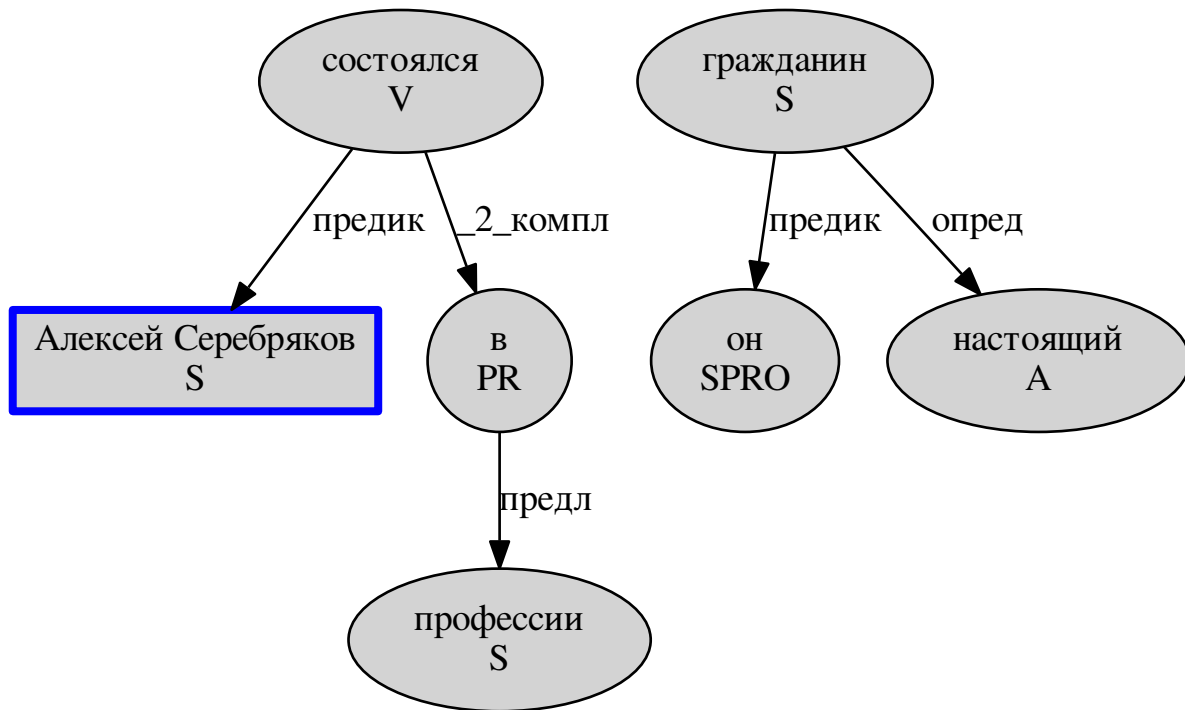 состоялся
V
гражданин
S
предик
_2_компл
предик
опред
Алексей Серебряков
S
в
PR
он
SPRO
настоящий
A
предл
профессии
S